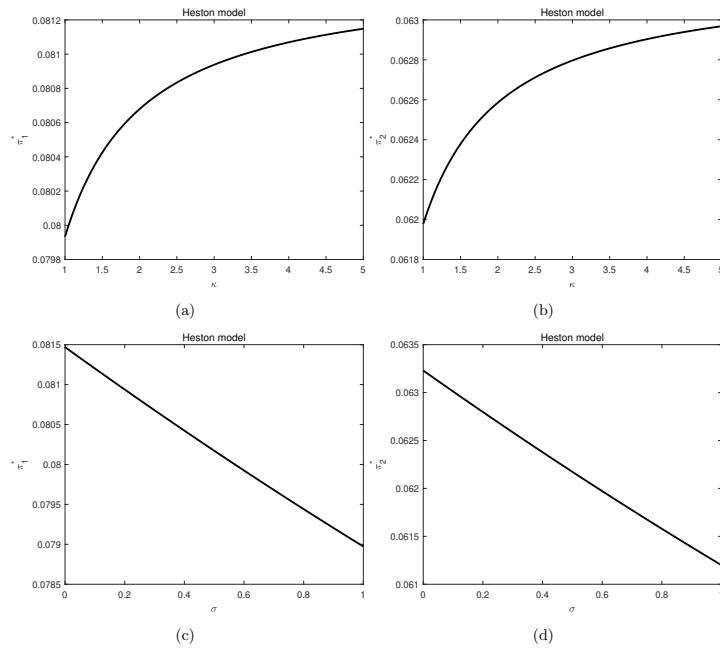 Heston model
0.0812
0.081
0.0808
0.0806
0.0804
0.0802
0.08
0.0798
π₁*
1 1.5 2 2.5 3 3.5 4 4.5 5
κ
(a)
Heston model
0.063
0.0628
0.0626
0.0624
0.0622
0.062
0.0618
π₂*
1 1.5 2 2.5 3 3.5 4 4.5 5
κ
(b)
Heston model
0.0815
0.081
0.0805
0.08
0.0795
0.079
0.0785
π₁*
0 0.2 0.4 0.6 0.8 1
σ
(c)
Heston model
0.0635
0.063
0.0625
0.062
0.0615
0.061
π₂*
0 0.2 0.4 0.6 0.8 1
σ
(d)